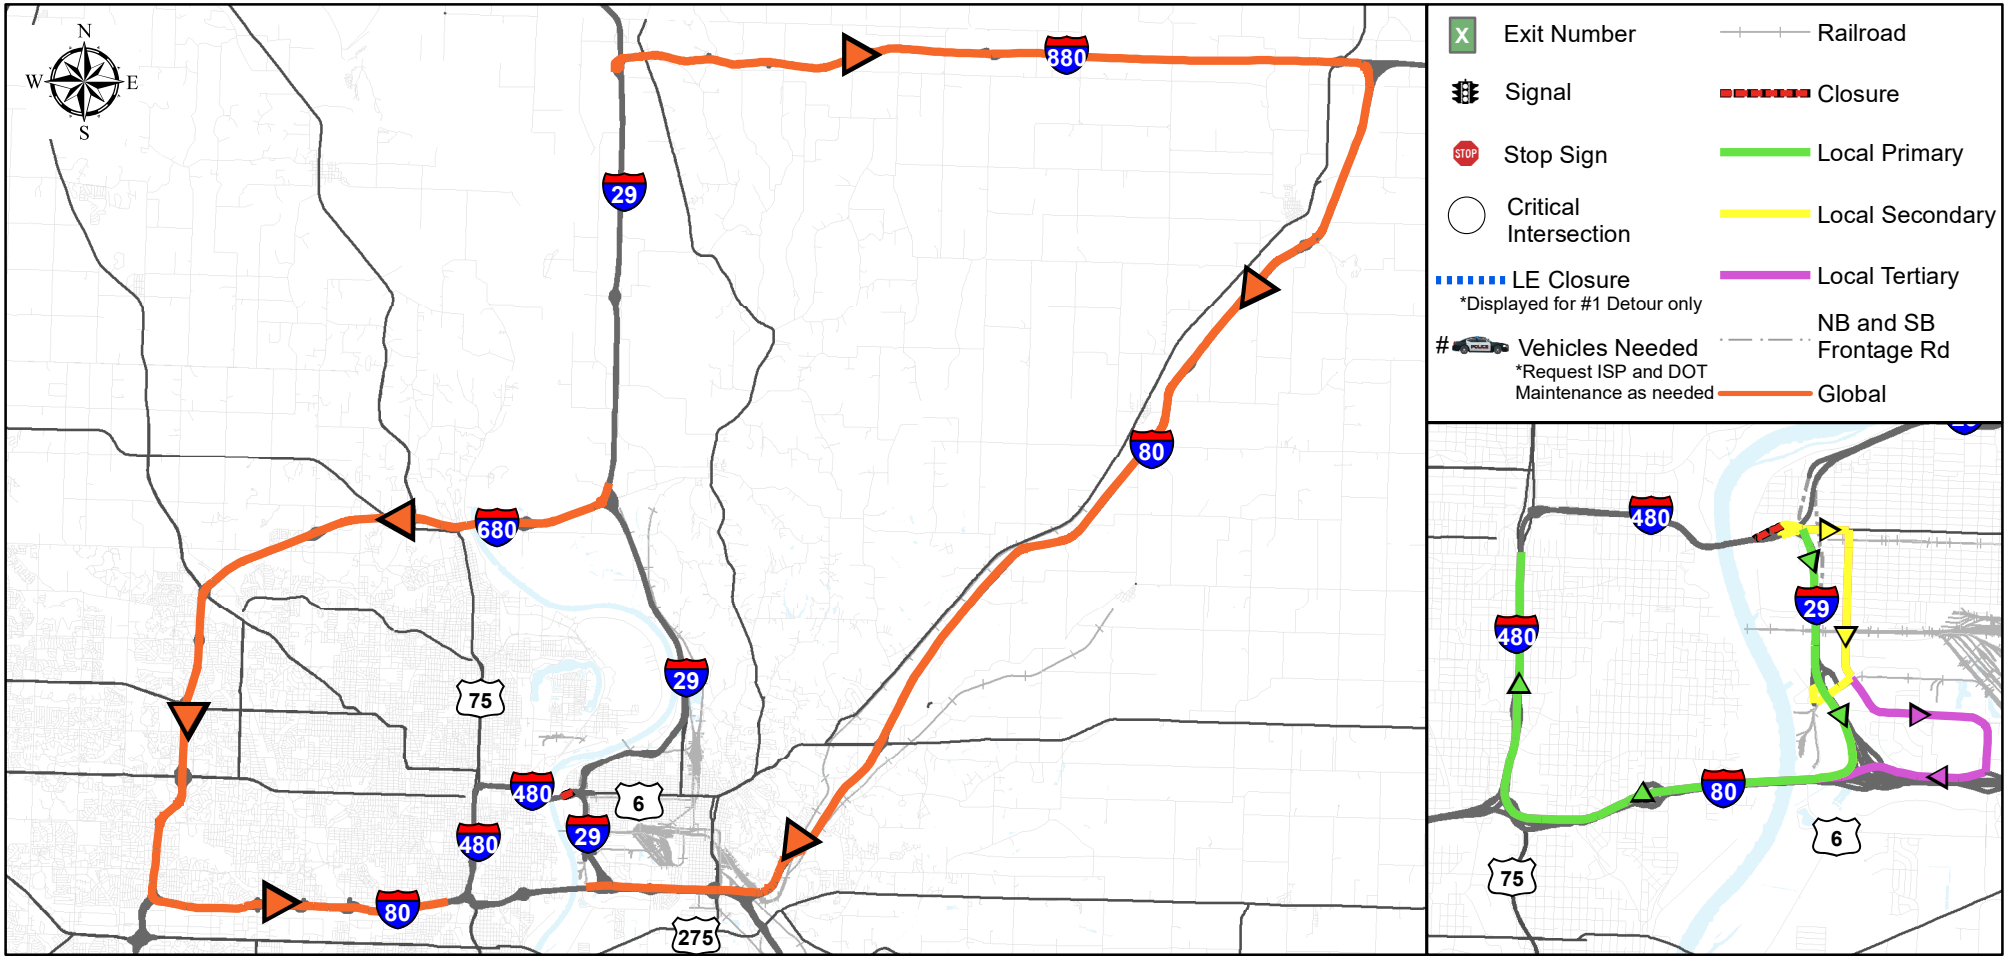 N
W E
S
880
29
80
680
29
75
480
6
29
480
80
275
X Exit Number
Signal
STOP Stop Sign
Critical
Intersection
LE Closure
*Displayed for #1 Detour only
# POLICE Vehicles Needed
*Request ISP and DOT
Maintenance as needed
Railroad
Closure
Local Primary
Local Secondary
Local Tertiary
NB and SB
Frontage Rd
Global
480
29
480
80
6
75